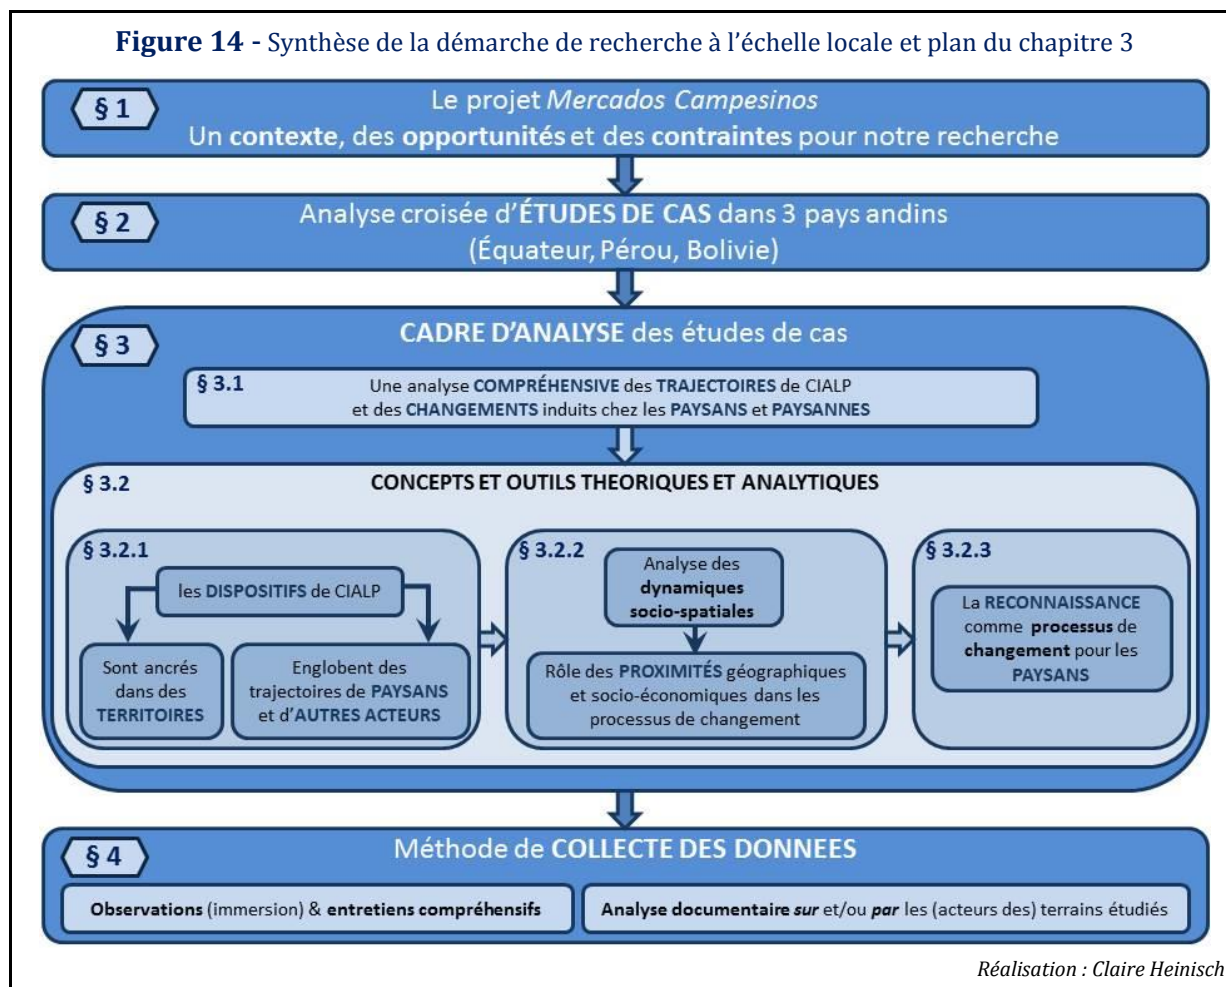 Figure 14 - Synthèse de la démarche de recherche à l'échelle locale et plan du chapitre 3
§ 1
Le projet Mercados Campesinos
Un contexte, des opportunités et des contraintes pour notre recherche
§ 2
Analyse croisée d'ÉTUDES DE CAS dans 3 pays andins
(Équateur, Pérou, Bolivie)
§ 3
CADRE D'ANALYSE des études de cas
§ 3.1
Une analyse COMPRÉHENSIVE des TRAJECTOIRES de CIALP
et des CHANGEMENTS induits chez les PAYSANS et PAYSANNES
§ 3.2
CONCEPTS ET OUTILS THEORIQUES ET ANALYTIQUES
§ 3.2.1
les DISPOSITIFS de CIALP
Sont ancrés
dans des
TERRITOIRES
Englobent des
trajectoires de PAYSANS
et d'AUTRES ACTEURS
§ 3.2.2
Analyse des
dynamiques
socio-spatiales
Rôle des PROXIMITÉS géographiques
et socio-économiques dans les
processus de changement
§ 3.2.3
La RECONNAISSANCE
comme processus de
changement pour les
PAYSANS
§ 4
Méthode de COLLECTE DES DONNEES
Observations (immersion) & entretiens compréhensifs
Analyse documentaire sur et/ou par les (acteurs des) terrains étudiés
Réalisation : Claire Heinisch